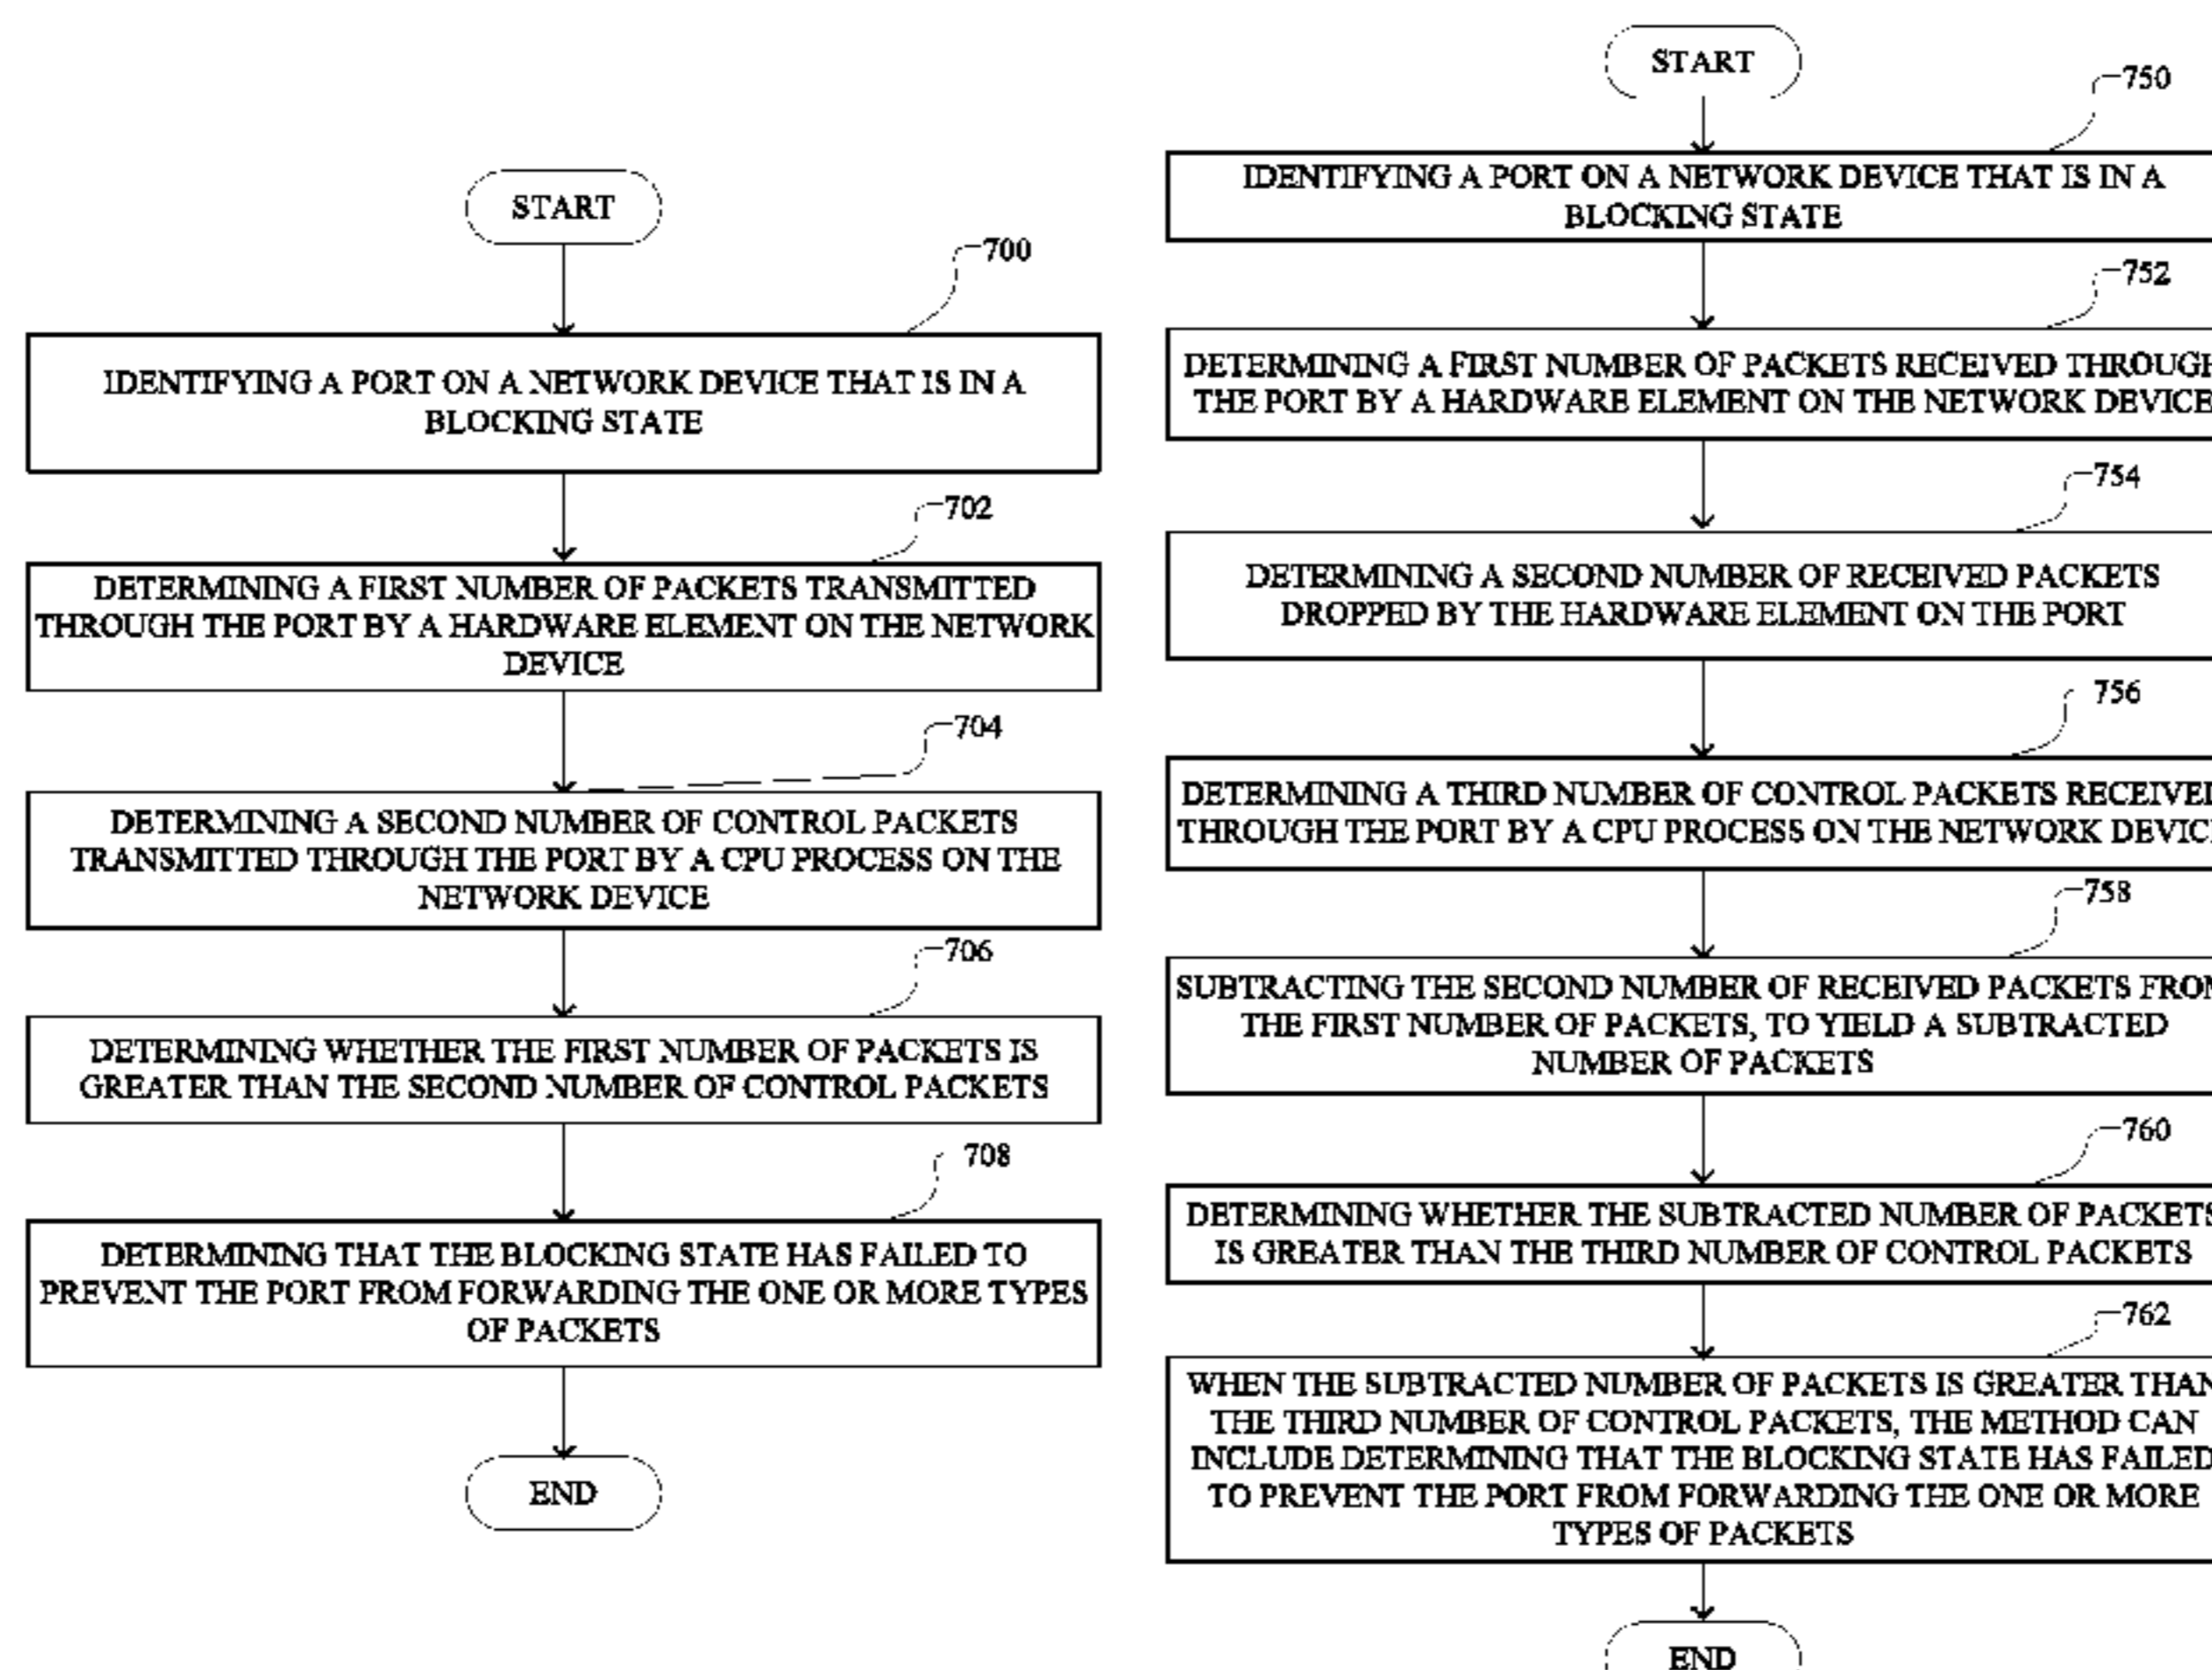 START
700
IDENTIFYING A PORT ON A NETWORK DEVICE THAT IS IN A
BLOCKING STATE
702
DETERMINING A FIRST NUMBER OF PACKETS TRANSMITTED
THROUGH THE PORT BY A HARDWARE ELEMENT ON THE NETWORK
DEVICE
704
DETERMINING A SECOND NUMBER OF CONTROL PACKETS
TRANSMITTED THROUGH THE PORT BY A CPU PROCESS ON THE
NETWORK DEVICE
706
DETERMINING WHETHER THE FIRST NUMBER OF PACKETS IS
GREATER THAN THE SECOND NUMBER OF CONTROL PACKETS
708
DETERMINING THAT THE BLOCKING STATE HAS FAILED TO
PREVENT THE PORT FROM FORWARDING THE ONE OR MORE TYPES
OF PACKETS
END
START
750
IDENTIFYING A PORT ON A NETWORK DEVICE THAT IS IN A
BLOCKING STATE
752
DETERMINING A FIRST NUMBER OF PACKETS RECEIVED THROUGH
THE PORT BY A HARDWARE ELEMENT ON THE NETWORK DEVICE
754
DETERMINING A SECOND NUMBER OF RECEIVED PACKETS
DROPPED BY THE HARDWARE ELEMENT ON THE PORT
756
DETERMINING A THIRD NUMBER OF CONTROL PACKETS RECEIVED
THROUGH THE PORT BY A CPU PROCESS ON THE NETWORK DEVICE
758
SUBTRACTING THE SECOND NUMBER OF RECEIVED PACKETS FROM
THE FIRST NUMBER OF PACKETS, TO YIELD A SUBTRACTED
NUMBER OF PACKETS
760
DETERMINING WHETHER THE SUBTRACTED NUMBER OF PACKETS
IS GREATER THAN THE THIRD NUMBER OF CONTROL PACKETS
762
WHEN THE SUBTRACTED NUMBER OF PACKETS IS GREATER THAN
THE THIRD NUMBER OF CONTROL PACKETS, THE METHOD CAN
INCLUDE DETERMINING THAT THE BLOCKING STATE HAS FAILED
TO PREVENT THE PORT FROM FORWARDING THE ONE OR MORE
TYPES OF PACKETS
END